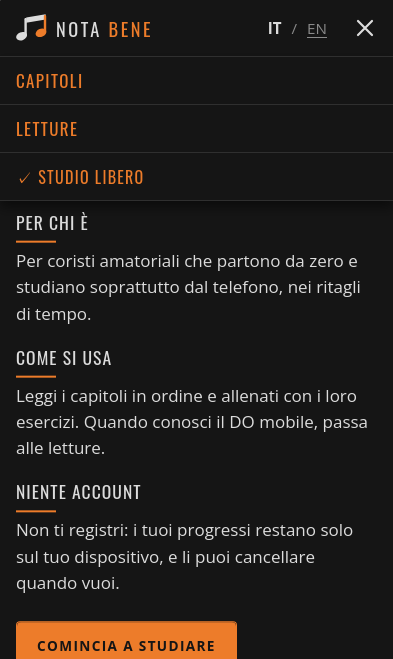 NOTA BENE
IT / EN
CAPITOLI
LETTURE
✓ STUDIO LIBERO
PER CHI È
Per coristi amatoriali che partono da zero e
studiano soprattutto dal telefono, nei ritagli
di tempo.
COME SI USA
Leggi i capitoli in ordine e allenati con i loro
esercizi. Quando conosci il DO mobile, passa
alle letture.
NIENTE ACCOUNT
Non ti registri: i tuoi progressi restano solo
sul tuo dispositivo, e li puoi cancellare
quando vuoi.
COMINCIA A STUDIARE